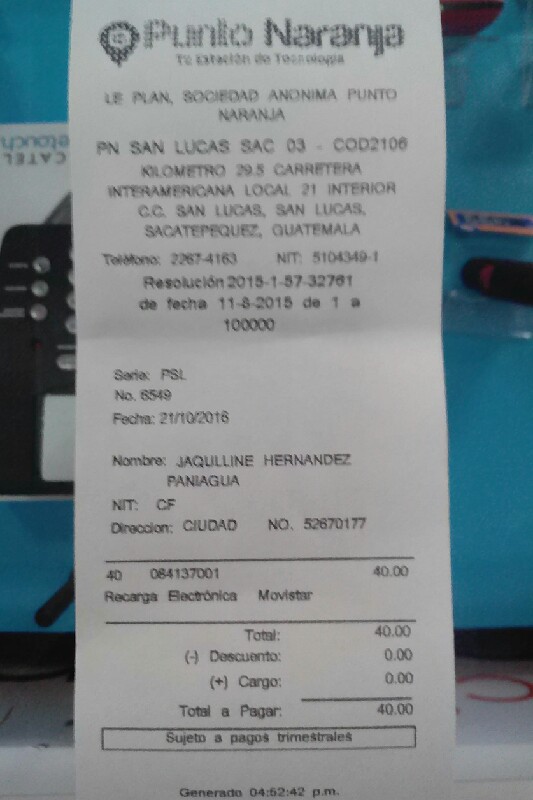 Punto Naranja
Tu Estación de Tecnología
LE PLAN, SOCIEDAD ANONIMA PUNTO
NARANJA
PN SAN LUCAS SAC 03 - COD2106
KILOMETRO 29.5 CARRETERA
INTERAMERICANA LOCAL 21 INTERIOR
C.C. SAN LUCAS, SAN LUCAS,
SACATEPEQUEZ, GUATEMALA
Teléfono: 2267-4163 NIT: 5104349-1
Resolución 2015-1-57-32761
de fecha 11-8-2015 de 1 a
100000
Serie: PSL
No. 6549
Fecha: 21/10/2016
Nombre: JAQULLINE HERNANDEZ
PANIAGUA
NIT: CF
Direccion: CIUDAD NO. 52670177
40 084137001 40.00
Recarga Electrónica Movistar
Total: 40.00
(-) Descuento: 0.00
(+) Cargo: 0.00
Total a Pagar: 40.00
Sujeto a pagos trimestrales
Generado 04:52:42 p.m.